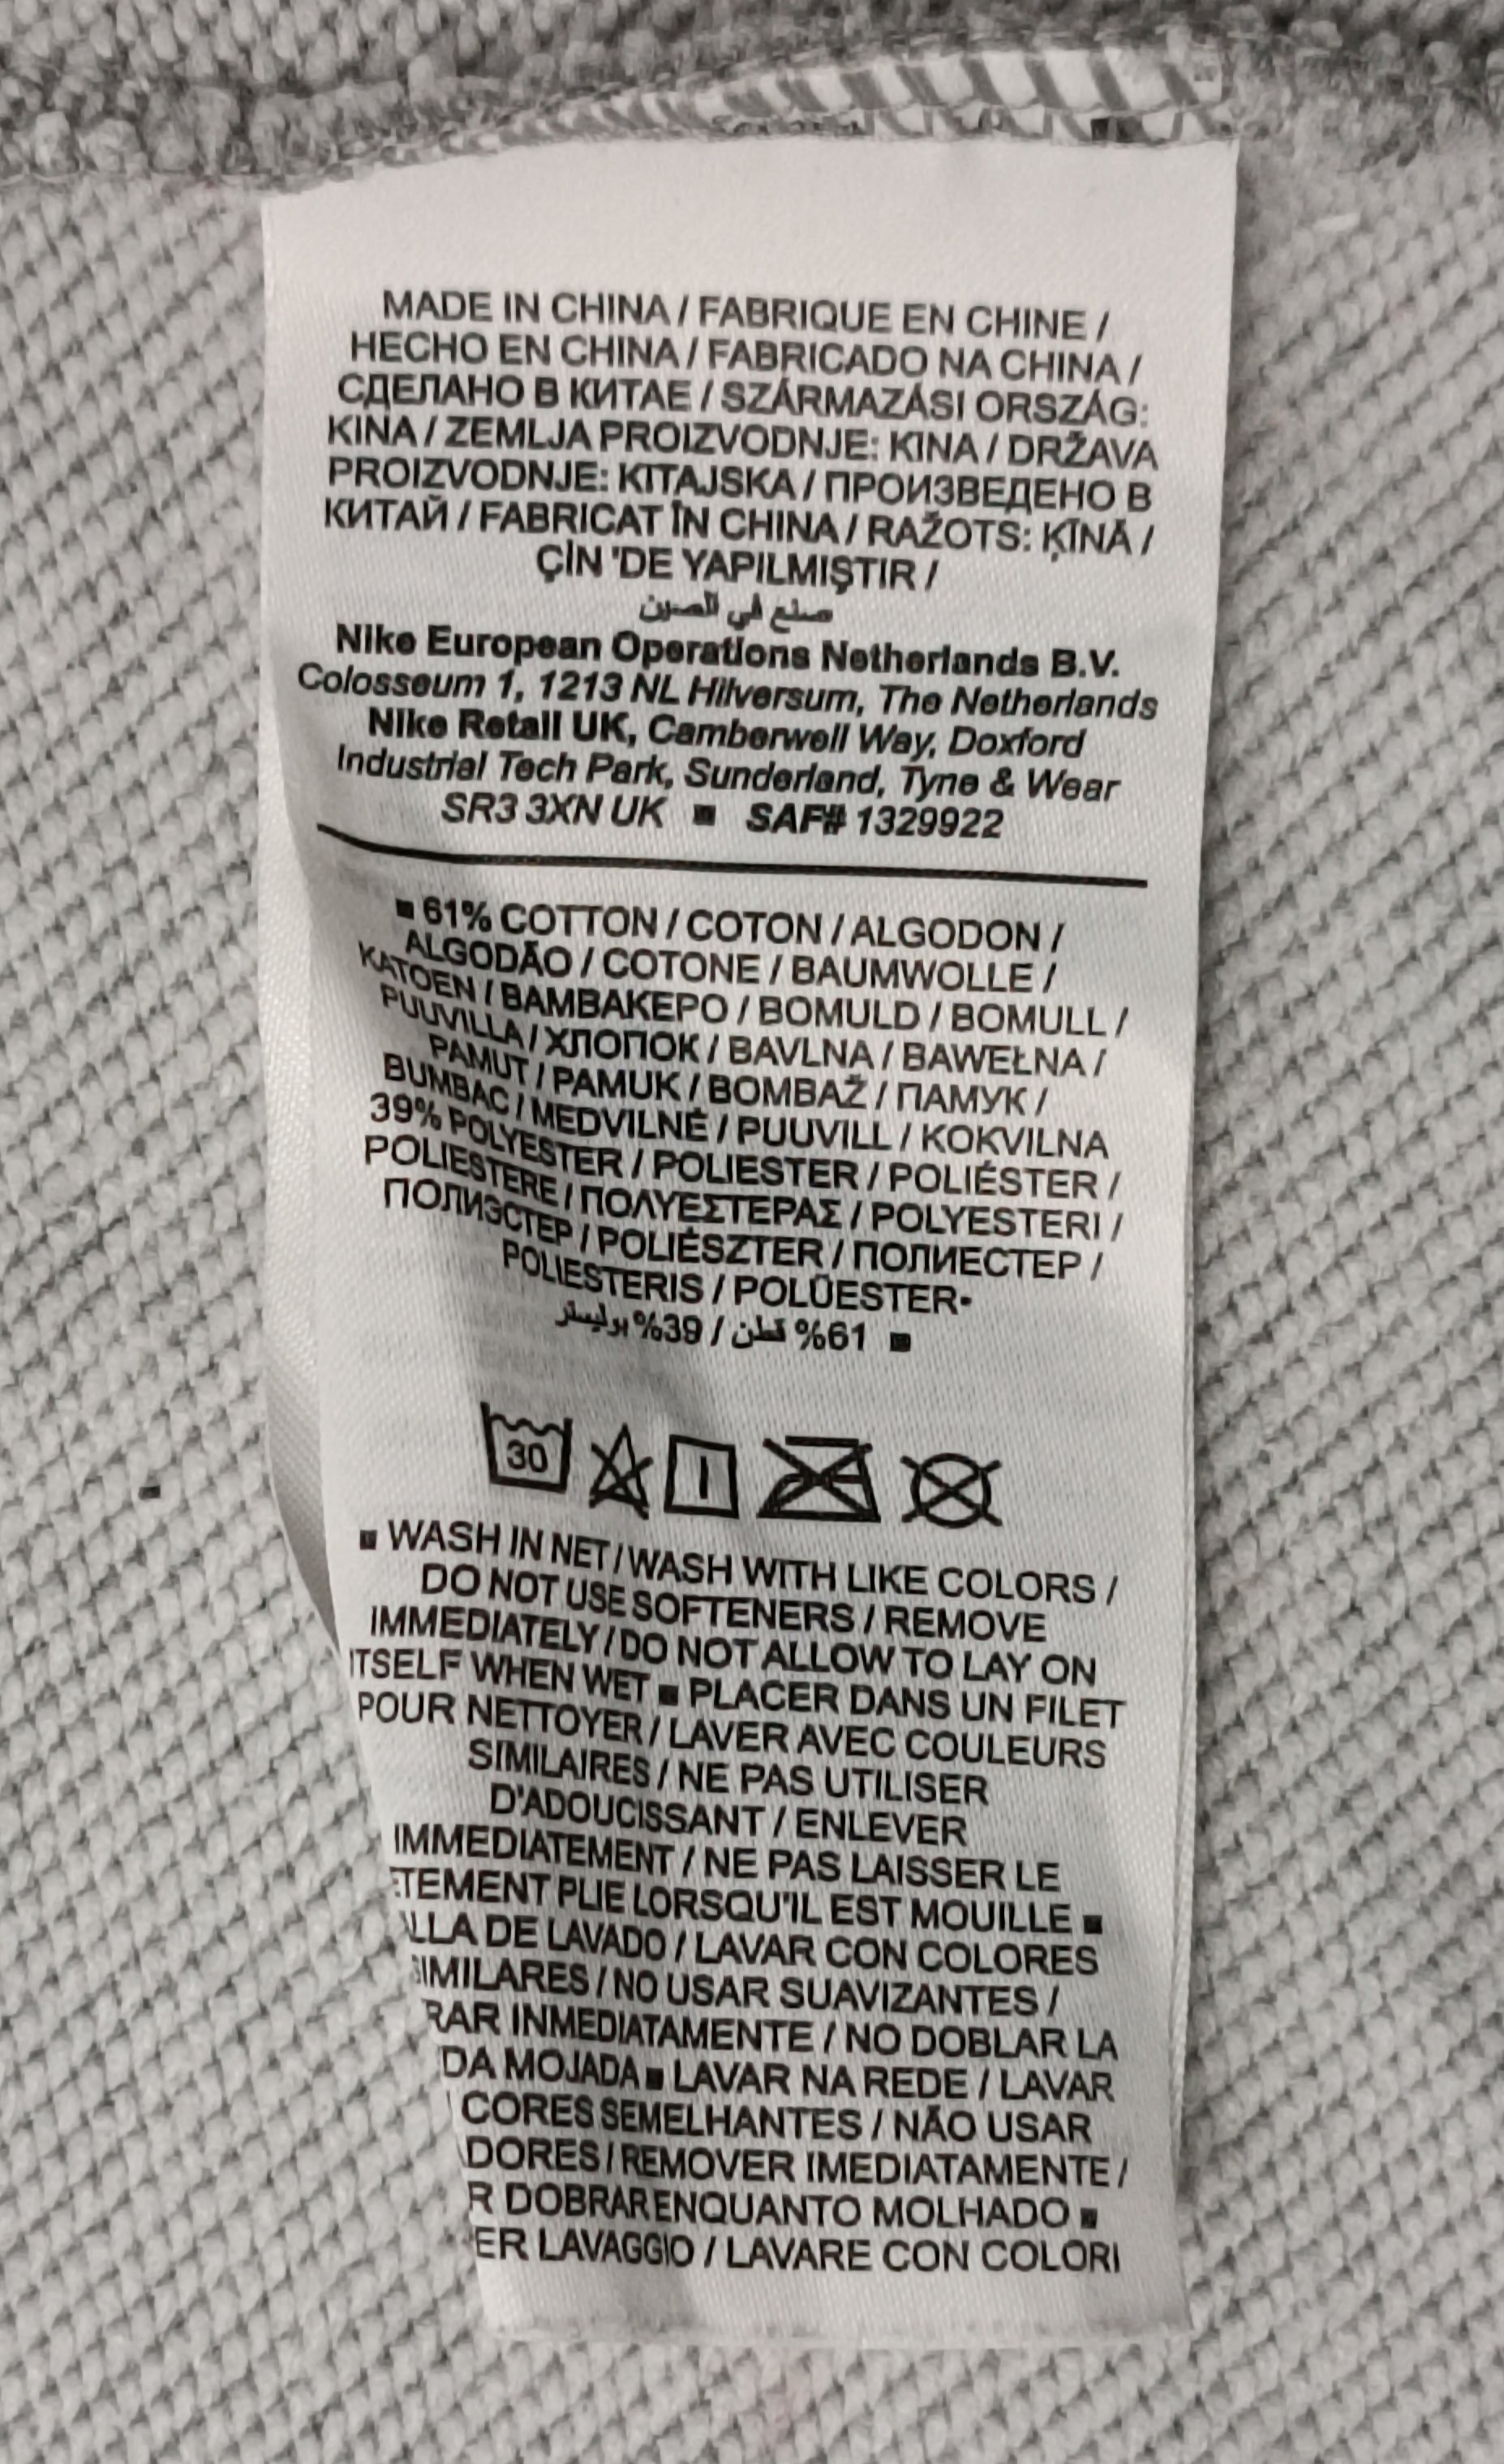 MADE IN CHINA / FABRIQUE EN CHINE /
HECHO EN CHINA / FABRICADO NA CHINA /
СДЕЛАНО В КИТАЕ / SZÁRMAZÁSI ORSZÁG:
KÍNA / ZEMLJA PROIZVODNJE: KINA / DRŽAVA
PROIZVODNJE: KITAJSKA / ПРОИЗВЕДЕНО В
КИТАЙ / FABRICAT ÎN CHINA / RAŽOTS: ĶĪNĀ /
ÇİN 'DE YAPILMIŞTIR /
صنع في الصين
Nike European Operations Netherlands B.V.
Colosseum 1, 1213 NL Hilversum, The Netherlands
Nike Retail UK, Camberwell Way, Doxford
Industrial Tech Park, Sunderland, Tyne & Wear
SR3 3XN UK ■ SAF# 1329922
■ 61% COTTON / COTON / ALGODON /
ALGODÃO / COTONE / BAUMWOLLE /
KATOEN / ΒΑΜΒΑΚΕΡΟ / BOMULD / BOMULL /
PUUVILLA / ХЛОПОК / BAVLNA / BAWEŁNA /
PAMUT / PAMUK / BOMBAŽ / ПАМУК /
BUMBAC / MEDVILNĖ / PUUVILL / KOKVILNA
39% POLYESTER / POLIESTER / POLIÉSTER /
POLIESTERE / ΠΟΛΥΕΣΤΕΡΑΣ / POLYESTERI /
ПОЛИЭСТЕР / POLIÉSZTER / ПОЛИЕСТЕР /
POLIESTERIS / POLÜESTER•
■ 61% قطن / 39% بوليستر
30
■ WASH IN NET / WASH WITH LIKE COLORS /
DO NOT USE SOFTENERS / REMOVE
IMMEDIATELY / DO NOT ALLOW TO LAY ON
ITSELF WHEN WET ■ PLACER DANS UN FILET
POUR NETTOYER / LAVER AVEC COULEURS
SIMILAIRES / NE PAS UTILISER
D'ADOUCISSANT / ENLEVER
IMMEDIATEMENT / NE PAS LAISSER LE
TEMENT PLIE LORSQU'IL EST MOUILLE ■
LLA DE LAVADO / LAVAR CON COLORES
SIMILARES / NO USAR SUAVIZANTES /
RAR INMEDIATAMENTE / NO DOBLAR LA
DA MOJADA ■ LAVAR NA REDE / LAVAR
CORES SEMELHANTES / NÃO USAR
DORES / REMOVER IMEDIATAMENTE /
R DOBRAR ENQUANTO MOLHADO ■
ER LAVAGGIO / LAVARE CON COLORI